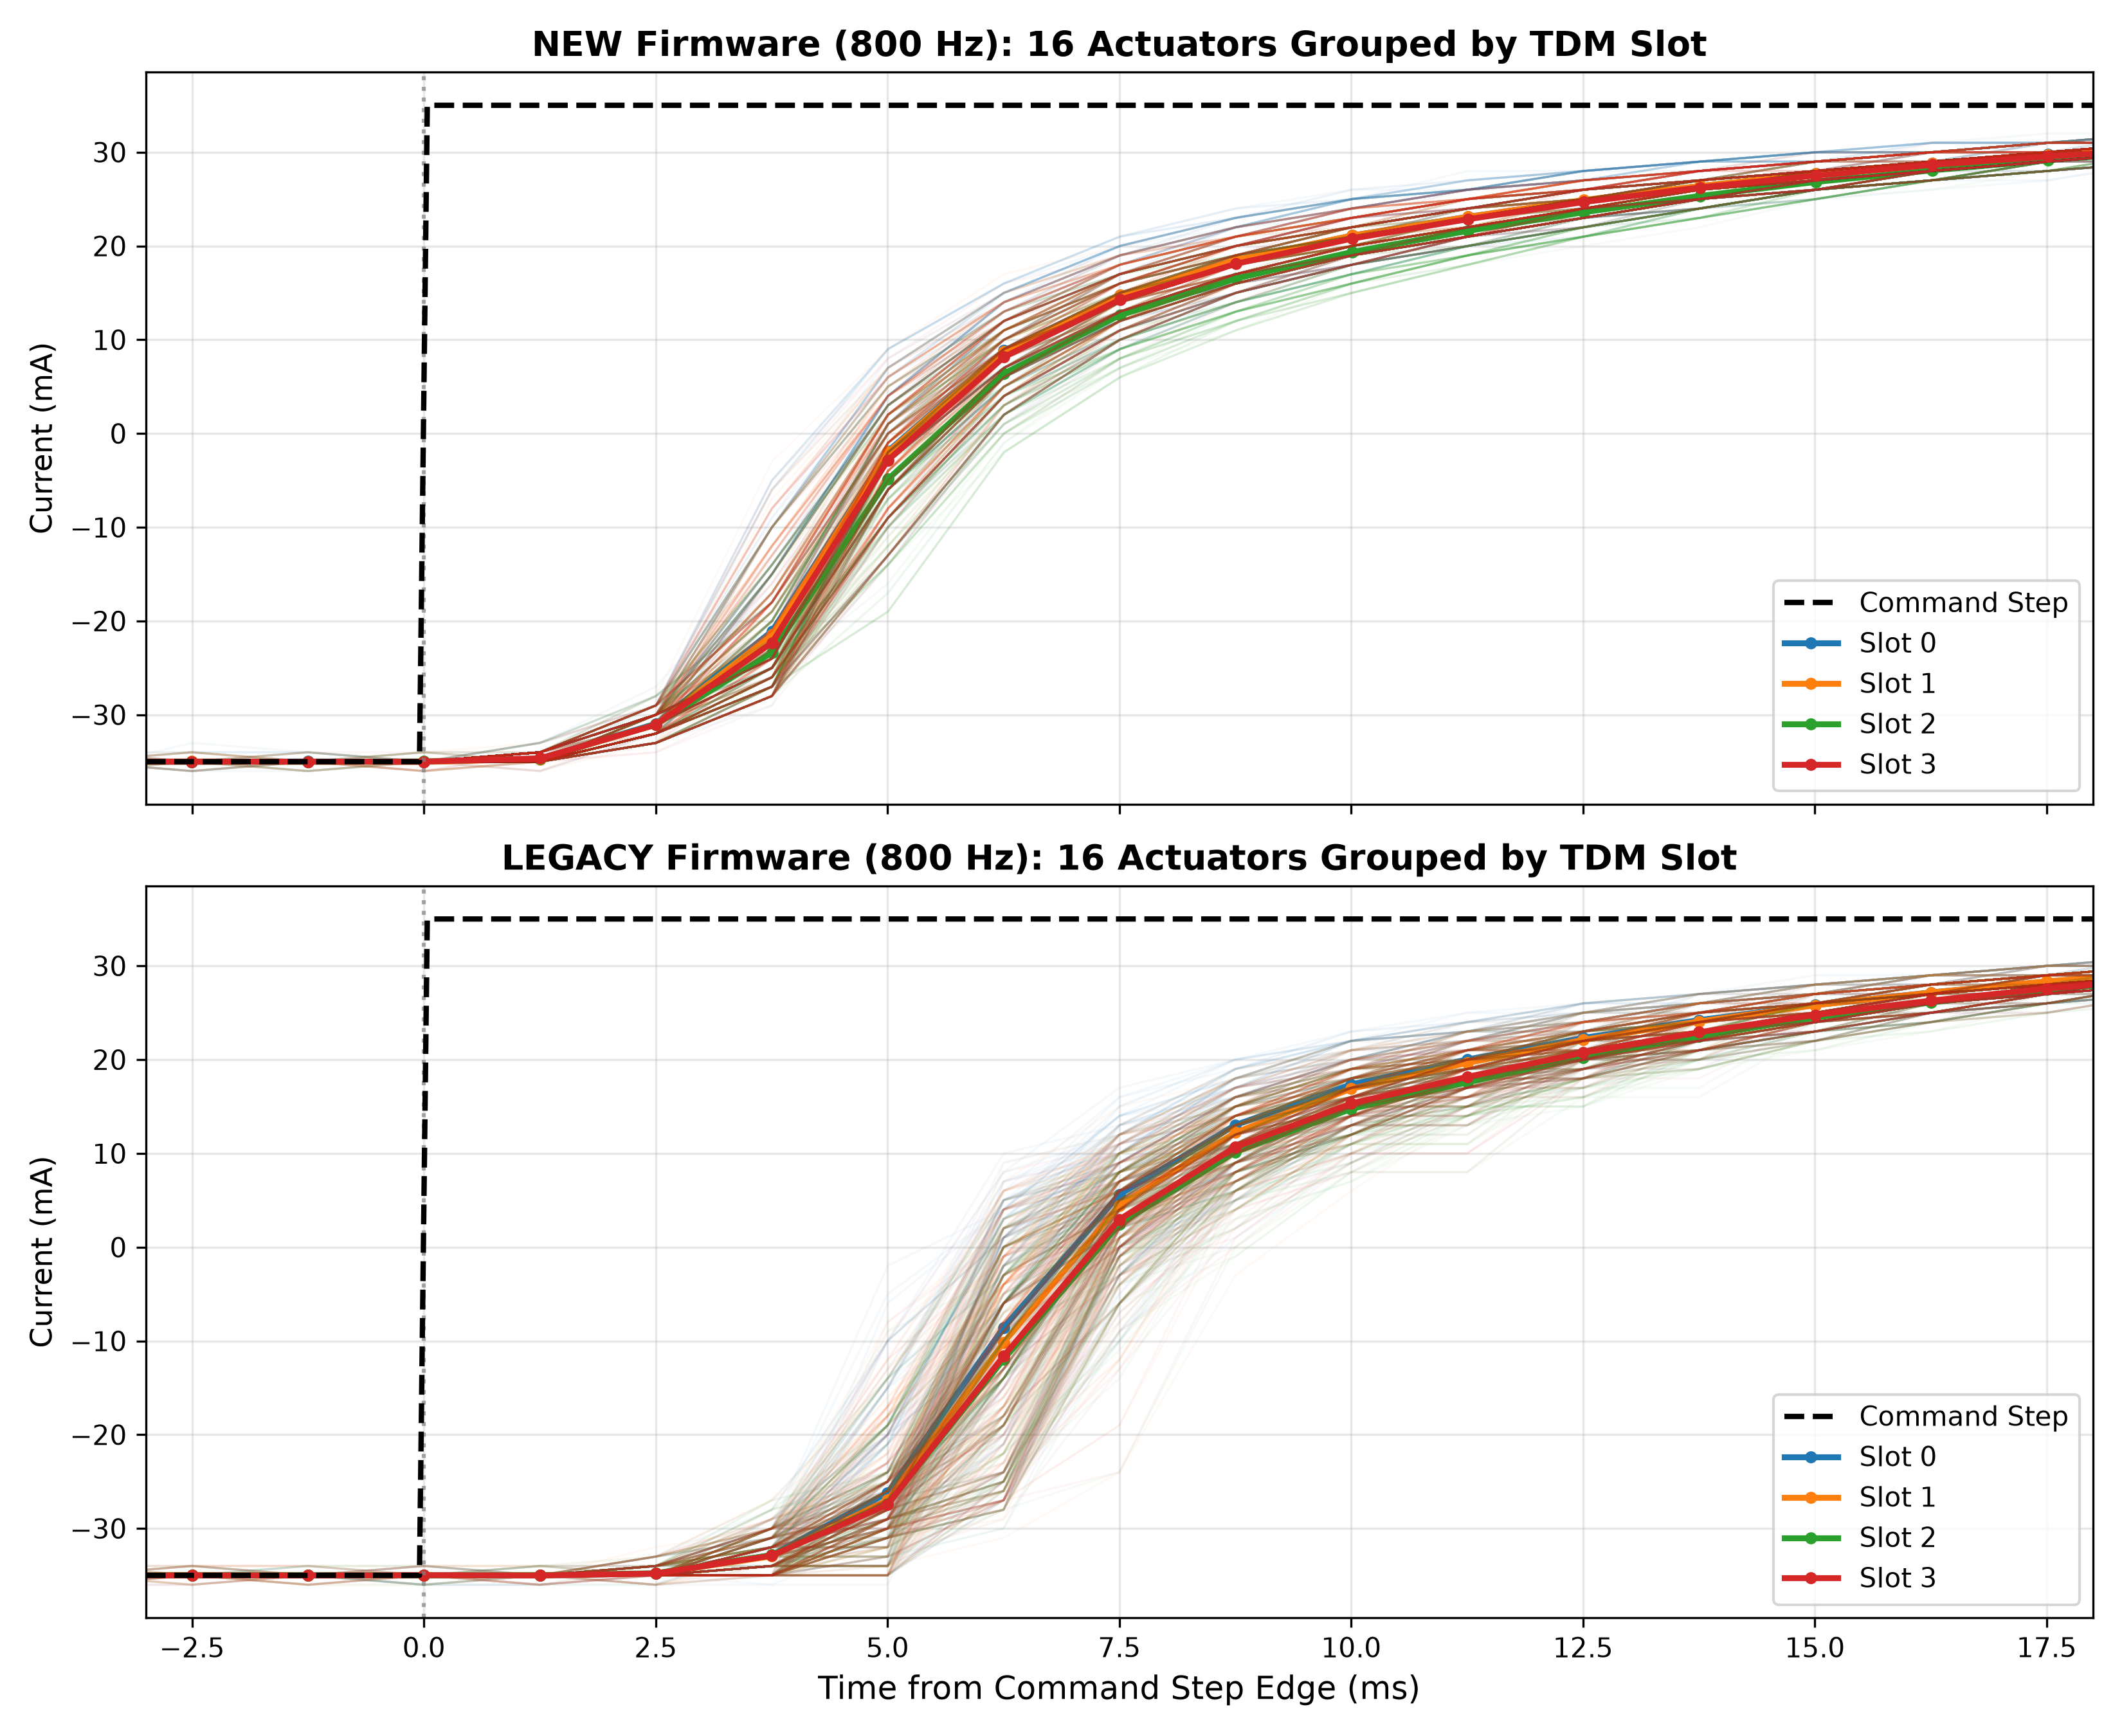 NEW Firmware (800 Hz): 16 Actuators Grouped by TDM Slot
Current (mA)
30
20
10
0
−10
−20
−30
Command Step
Slot 0
Slot 1
Slot 2
Slot 3
LEGACY Firmware (800 Hz): 16 Actuators Grouped by TDM Slot
Current (mA)
30
20
10
0
−10
−20
−30
Command Step
Slot 0
Slot 1
Slot 2
Slot 3
−2.5 0.0 2.5 5.0 7.5 10.0 12.5 15.0 17.5
Time from Command Step Edge (ms)